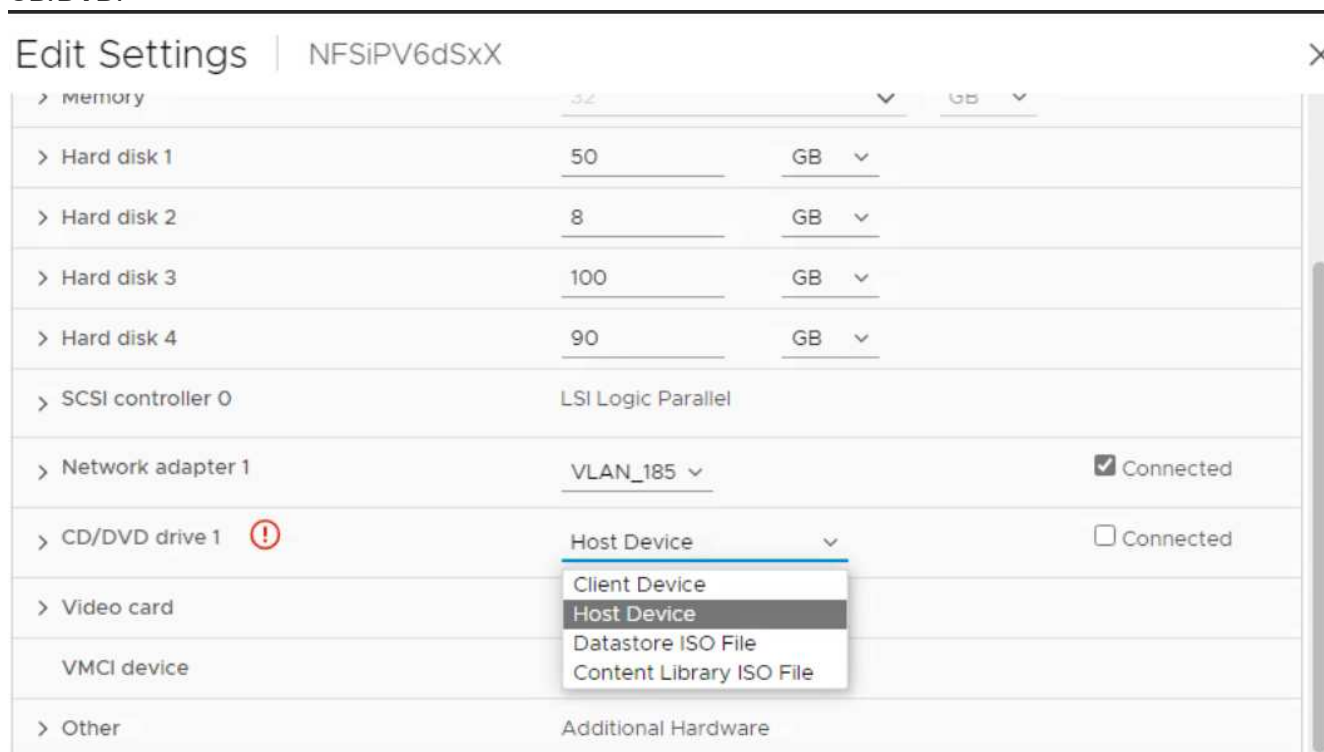 Edit Settings | NFSiPV6dSxX
Memory 32 GB
Hard disk 1 50 GB
Hard disk 2 8 GB
Hard disk 3 100 GB
Hard disk 4 90 GB
SCSI controller 0 LSI Logic Parallel
Network adapter 1 VLAN_185 Connected
CD/DVD drive 1 Host Device Connected
Client Device
Video card Host Device
Datastore ISO File
VMCI device
Content Library ISO File
Other Additional Hardware